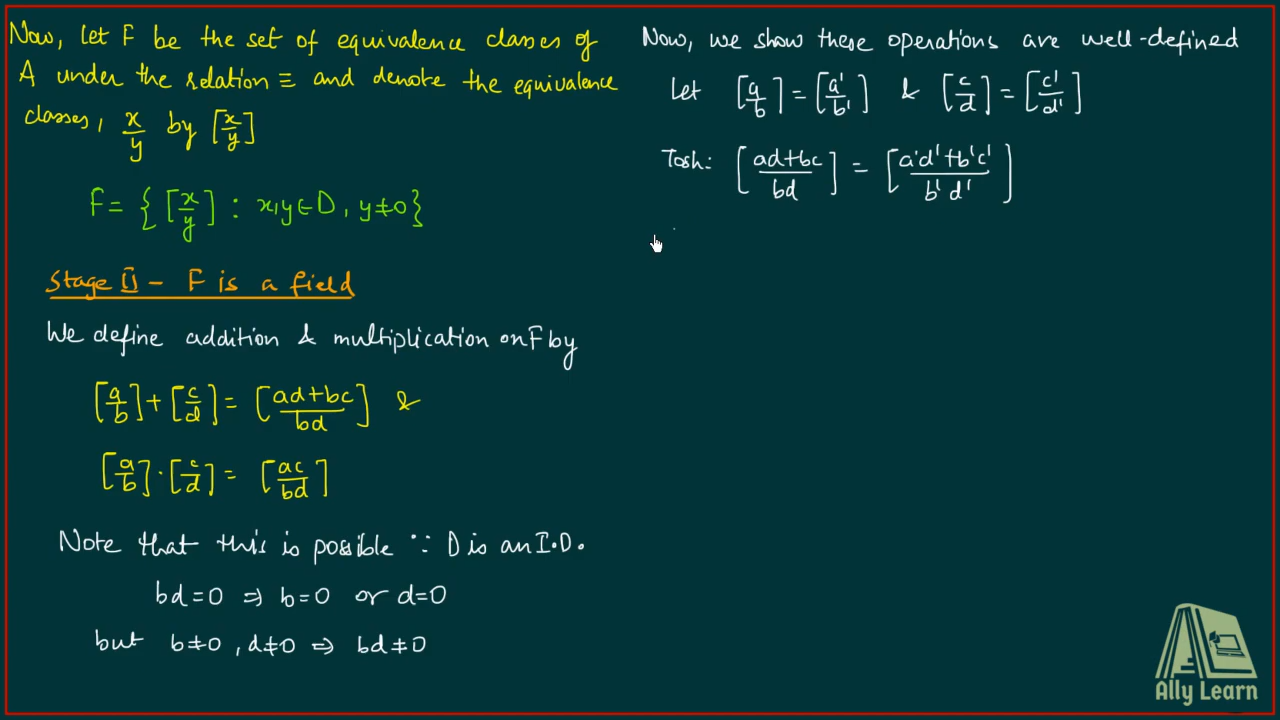 Now, let F be the set of equivalence classes of
A under the relation ≡ and denote the equivalence
classes, x/y by [x/y]
F = { [x/y] : x,y ∈ D, y≠0 }
Stage II - F is a field
We define addition & multiplication on F by
[a/b] + [c/d] = [(ad+bc)/bd] &
[a/b] · [c/d] = [ac/bd]
Note that this is possible ∵ D is an I.D.
bd=0 ⇒ b=0 or d=0
but b≠0, d≠0 ⇒ bd≠0
Now, we show these operations are well-defined
Let [a/b] = [a'/b'] & [c/d] = [c'/d']
Tosh: [(ad+bc)/bd] = [(a'd'+b'c')/b'd']
Ally Learn